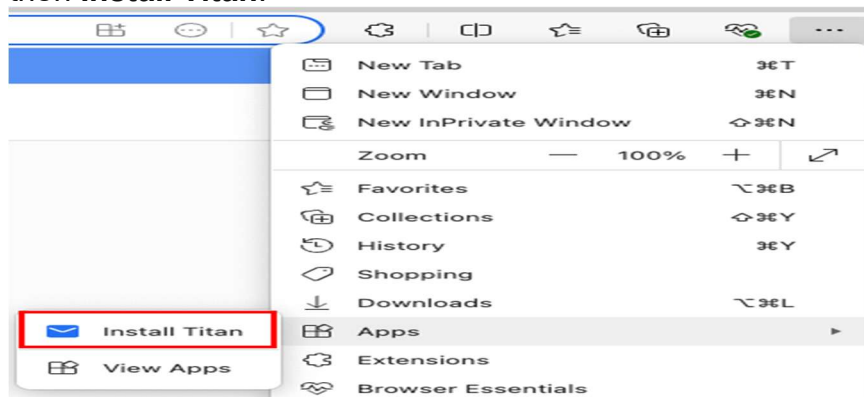 New Tab ⌘T
New Window ⌘N
New InPrivate Window ⇧⌘N
Zoom — 100% +
Favorites ⌥⌘B
Collections ⇧⌘Y
History ⌘Y
Shopping
Downloads ⌥⌘L
Install Titan
Apps
View Apps
Extensions
Browser Essentials